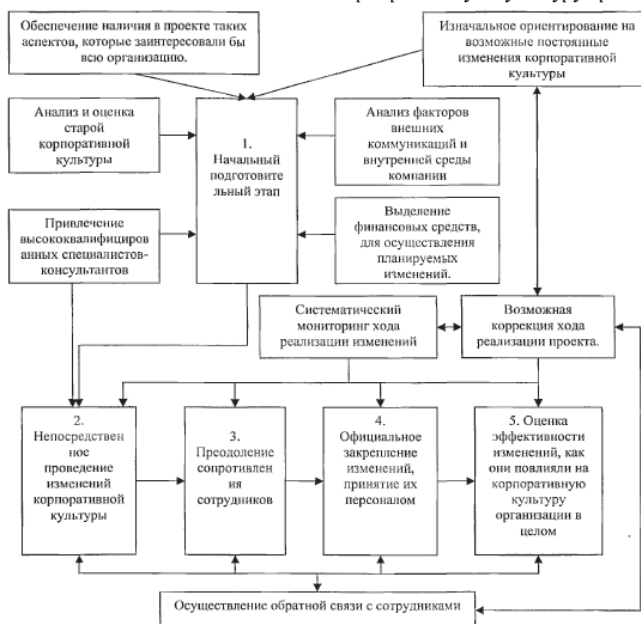 Обеспечение наличия в проекте таких
аспектов, которые заинтересовали бы
всю организацию.
Изначальное ориентирование на
возможные постоянные
изменения корпоративной
культуры
Анализ и оценка
старой
корпоративной
культуры
1.
Начальный
подготовите
льный этап
Анализ факторов
внешних
коммуникаций и
внутренней среды
компании
Привлечение
высококвалифициров
анных специалистов-
консультантов
Выделение
финансовых средств,
для осуществления
планируемых
изменений.
Систематический
мониторинг хода
реализации изменений
Возможная
коррекция хода
реализации проекта.
2.
Непосредствен
ное
проведение
изменений
корпоративной
культуры
3.
Преодоление
сопротивлен
ия
сотрудников
4.
Официальное
закрепление
изменений,
принятие их
персоналом
5. Оценка
эффективности
изменений, как
они повлияли на
корпоративную
культуру
организации в
целом
Осуществление обратной связи с сотрудниками